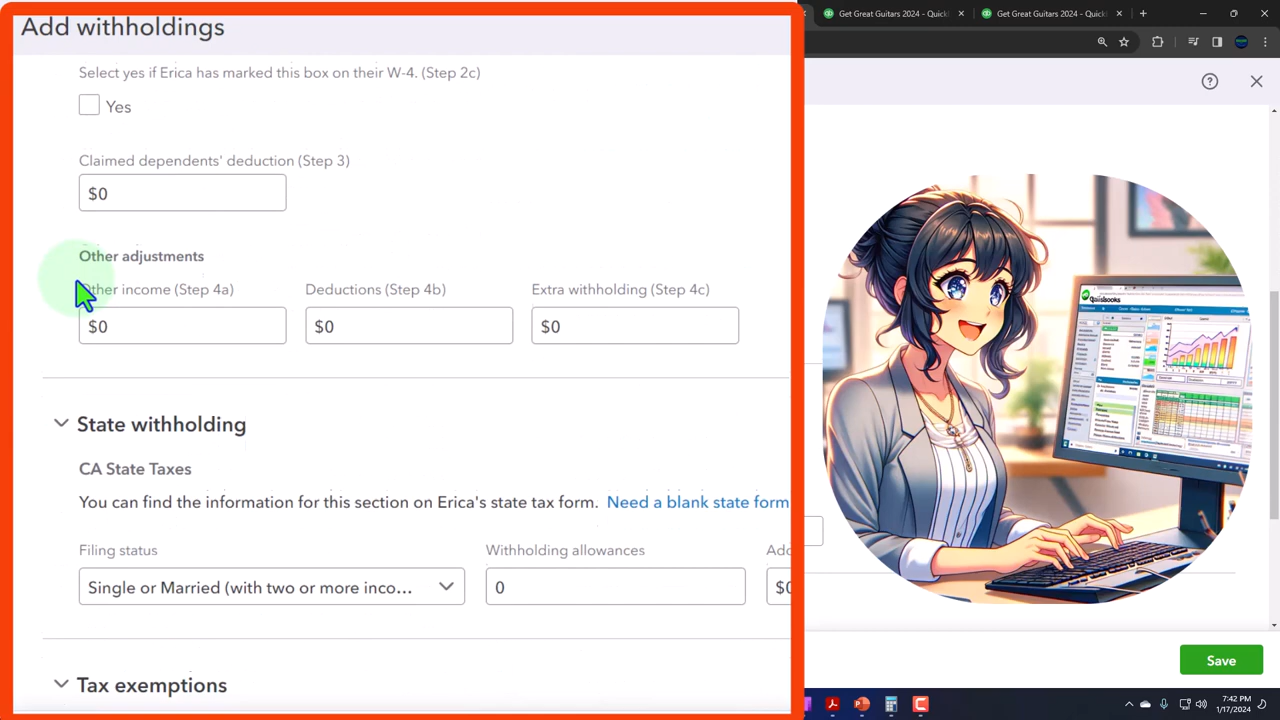 Get Great Guitars 2024 - Quick
Get Great Guitars 2024 - Quickl
Add withholdings
Select yes if Erica has marked this box on their W-4. (Step 2c)
Yes
Claimed dependents' deduction (Step 3)
$0
Other adjustments
Other income (Step 4a)
Deductions (Step 4b)
Extra withholding (Step 4c)
$0
$0
$0
State withholding
CA State Taxes
You can find the information for this section on Erica's state tax form. Need a blank state form
Filing status
Withholding allowances
Add
Single or Married (with two or more inco...
0
$0
Tax exemptions
Save
7:42 PM
1/17/2024